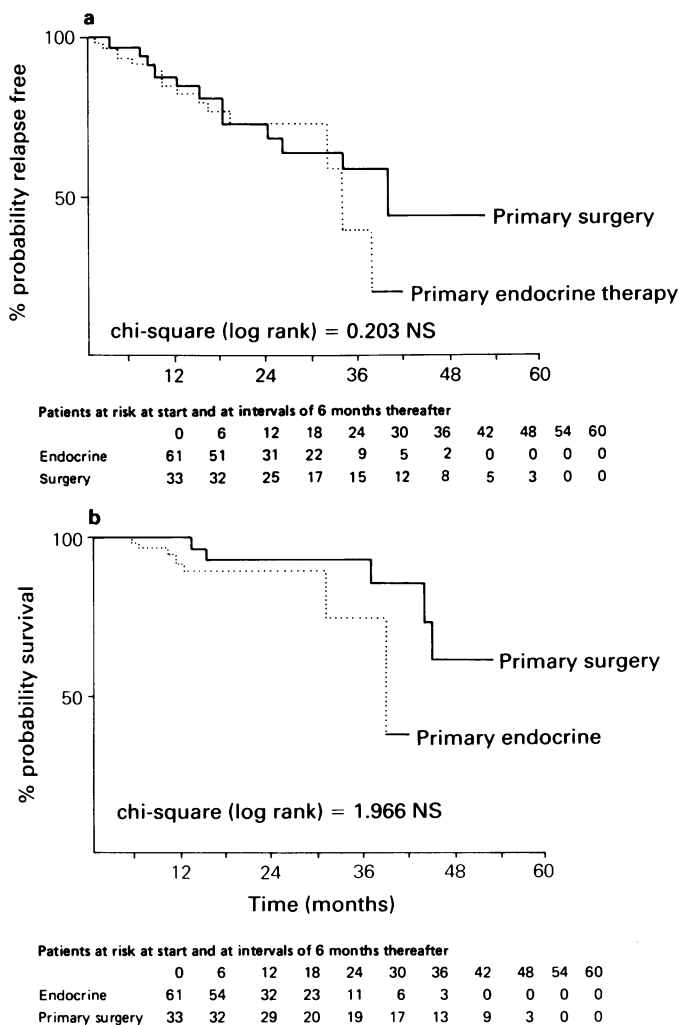 a
100
50
% probability relapse free
Primary surgery
Primary endocrine therapy
chi-square (log rank) = 0.203 NS
12 24 36 48 60
Patients at risk at start and at intervals of 6 months thereafter
0 6 12 18 24 30 36 42 48 54 60
Endocrine 61 51 31 22 9 5 2 0 0 0 0
Surgery 33 32 25 17 15 12 8 5 3 0 0
b
100
50
% probability survival
Primary surgery
Primary endocrine
chi-square (log rank) = 1.966 NS
12 24 36 48 60
Time (months)
Patients at risk at start and at intervals of 6 months thereafter
0 6 12 18 24 30 36 42 48 54 60
Endocrine 61 54 32 23 11 6 3 0 0 0 0
Primary surgery 33 32 29 20 19 17 13 9 3 0 0